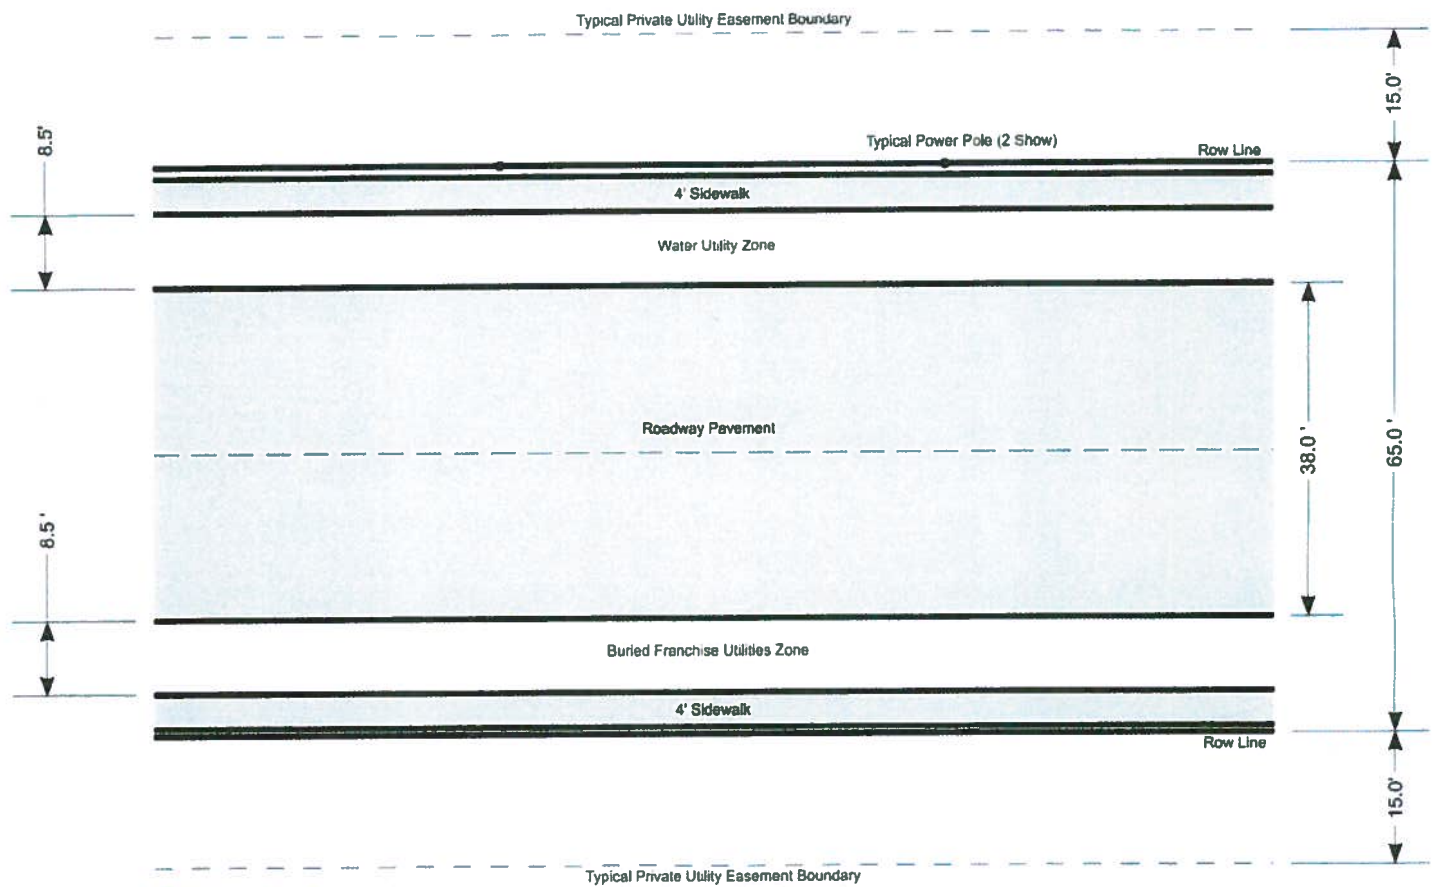 Typical Private Utility Easement Boundary
15.0'
8.5'
Typical Power Pole (2 Show)
Row Line
4' Sidewalk
Water Utility Zone
Roadway Pavement
38.0 '
65.0 '
8.5 '
Buried Franchise Utilities Zone
4' Sidewalk
Row Line
15.0'
Typical Private Utility Easement Boundary